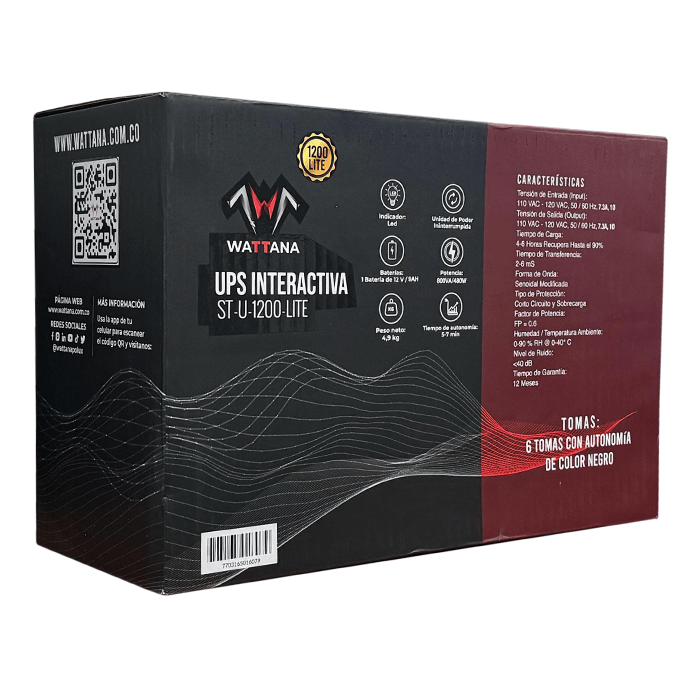 WWW.WATTANA.COM.CO
PÁGINA WEB
www.wattana.com.co
REDES SOCIALES
@wattanapolux
MÁS INFORMACIÓN
Usa la app de tu
celular para escanear
el código QR y visítanos:
1200
LITE
WATTANA
UPS INTERACTIVA
ST-U-1200-LITE
Indicador:
Led
Unidad de Poder
Ininterrumpida
Baterías:
1 Batería de 12 V / 9AH
Potencia:
800VA/480W
KG
Peso neto:
4,9 kg
Tiempo de autonomía:
5-7 min
7703165016079
CARACTERÍSTICAS
Tensión de Entrada (Input):
110 VAC - 120 VAC, 50 / 60 Hz, 7.3A, 1O
Tensión de Salida (Output):
110 VAC - 120 VAC, 50 / 60 Hz, 7.3A, 1O
Tiempo de Carga:
4-6 Horas Recupera Hasta el 90%
Tiempo de Transferencia:
2-6 mS
Forma de Onda:
Senoidal Modificada
Tipo de Protección:
Corto Circuito y Sobrecarga
Factor de Potencia:
FP = 0.6
Humedad / Temperatura Ambiente:
0-90 % RH @ 0-40° C
Nivel de Ruido:
<40 dB
Tiempo de Garantía:
12 Meses
TOMAS:
6 TOMAS CON AUTONOMÍA
DE COLOR NEGRO